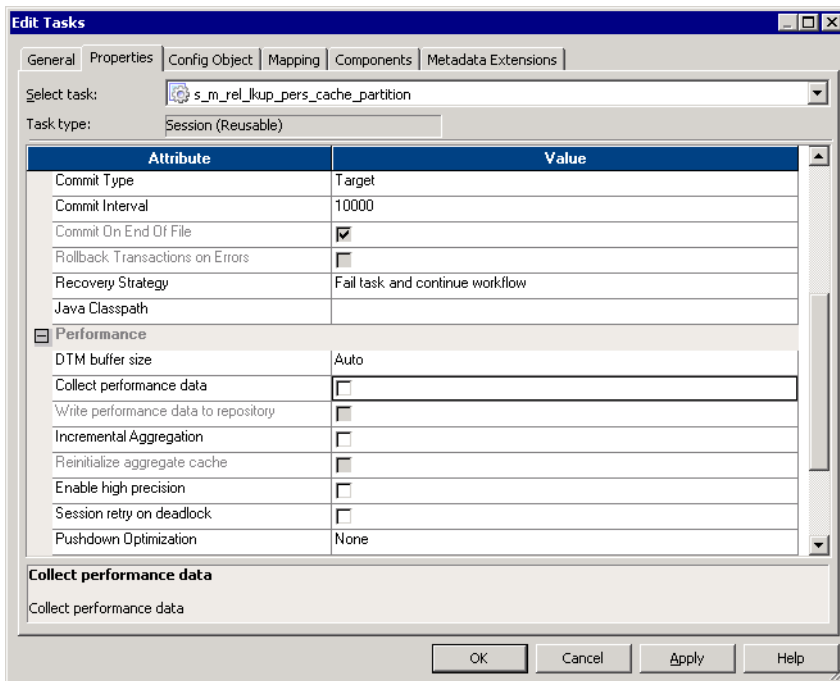 Edit Tasks
General Properties Config Object Mapping Components Metadata Extensions
Select task: s_m_rel_lkup_pers_cache_partition
Task type: Session (Reusable)
Attribute Value
Commit Type Target
Commit Interval 10000
Commit On End Of File
Rollback Transactions on Errors
Recovery Strategy Fail task and continue workflow
Java Classpath
Performance
DTM buffer size Auto
Collect performance data
Write performance data to repository
Incremental Aggregation
Reinitialize aggregate cache
Enable high precision
Session retry on deadlock
Pushdown Optimization None
Collect performance data
Collect performance data
OK Cancel Apply Help